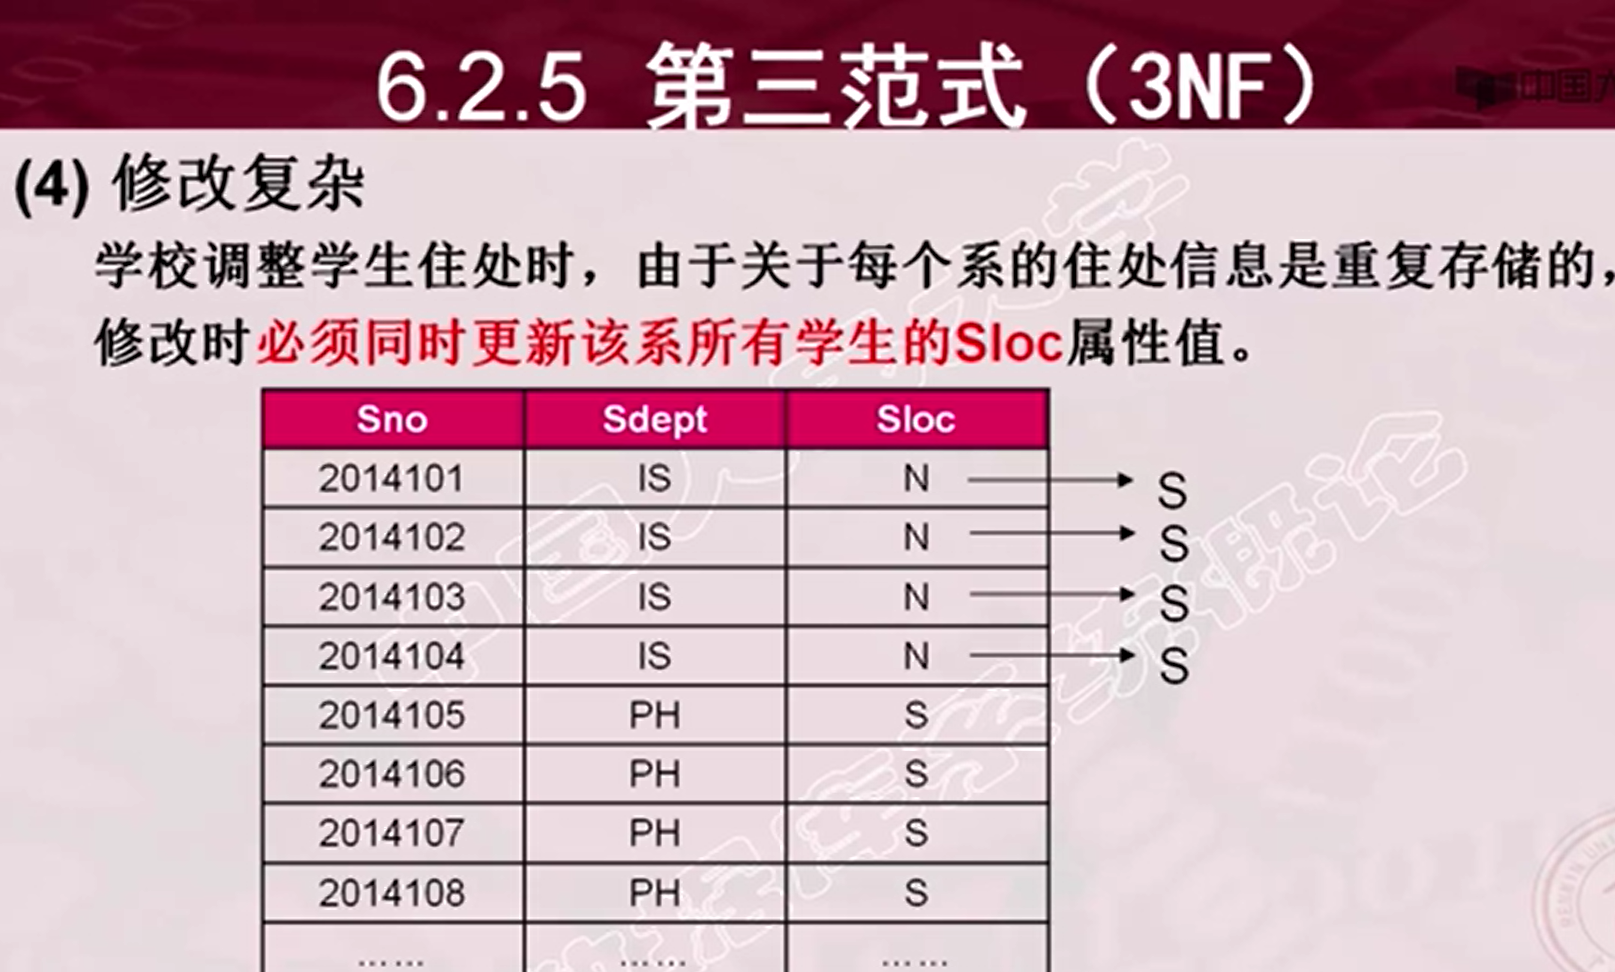 6.2.5 第三范式（3NF）
中国大
(4) 修改复杂
学校调整学生住处时，由于关于每个系的住处信息是重复存储的，
修改时必须同时更新该系所有学生的Sloc属性值。
Sno Sdept Sloc
2014101 IS N S
2014102 IS N S
2014103 IS N S
2014104 IS N S
2014105 PH S
2014106 PH S
2014107 PH S
2014108 PH S
…… …… ……